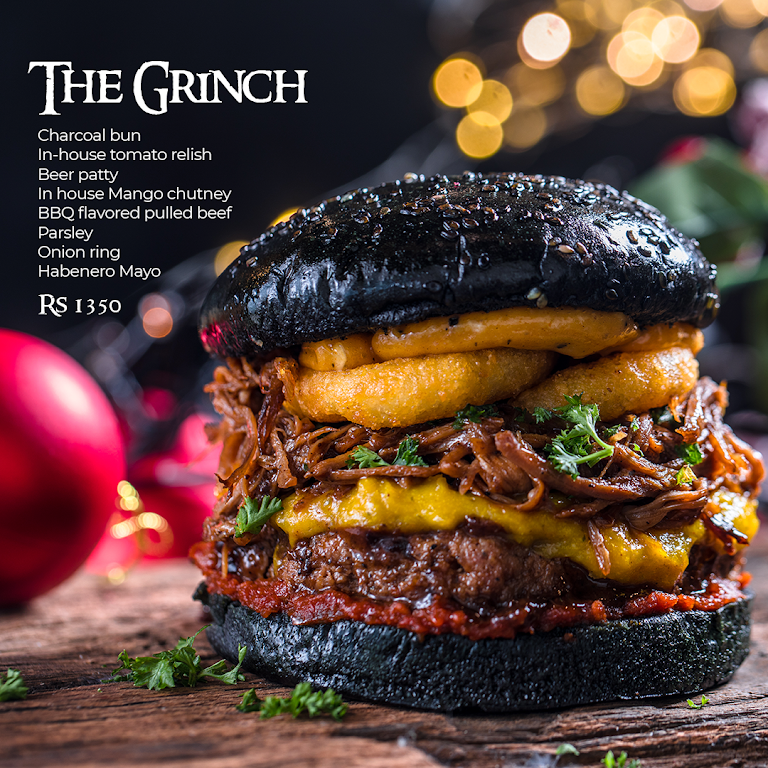 The Grinch
Charcoal bun
In-house tomato relish
Beer patty
In house Mango chutney
BBQ flavored pulled beef
Parsley
Onion ring
Habenero Mayo
Rs 1350